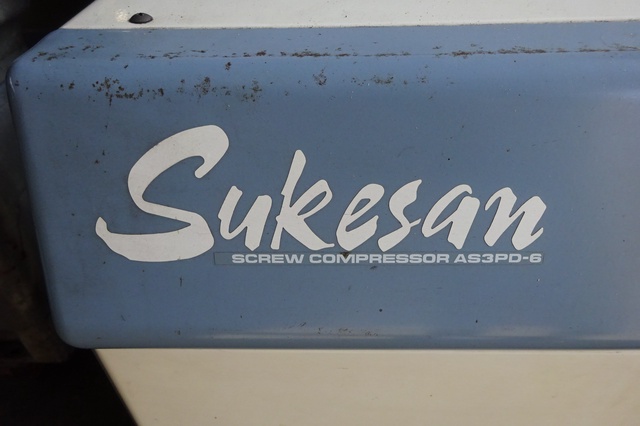 Sukesan
SCREW COMPRESSOR AS3PD-6